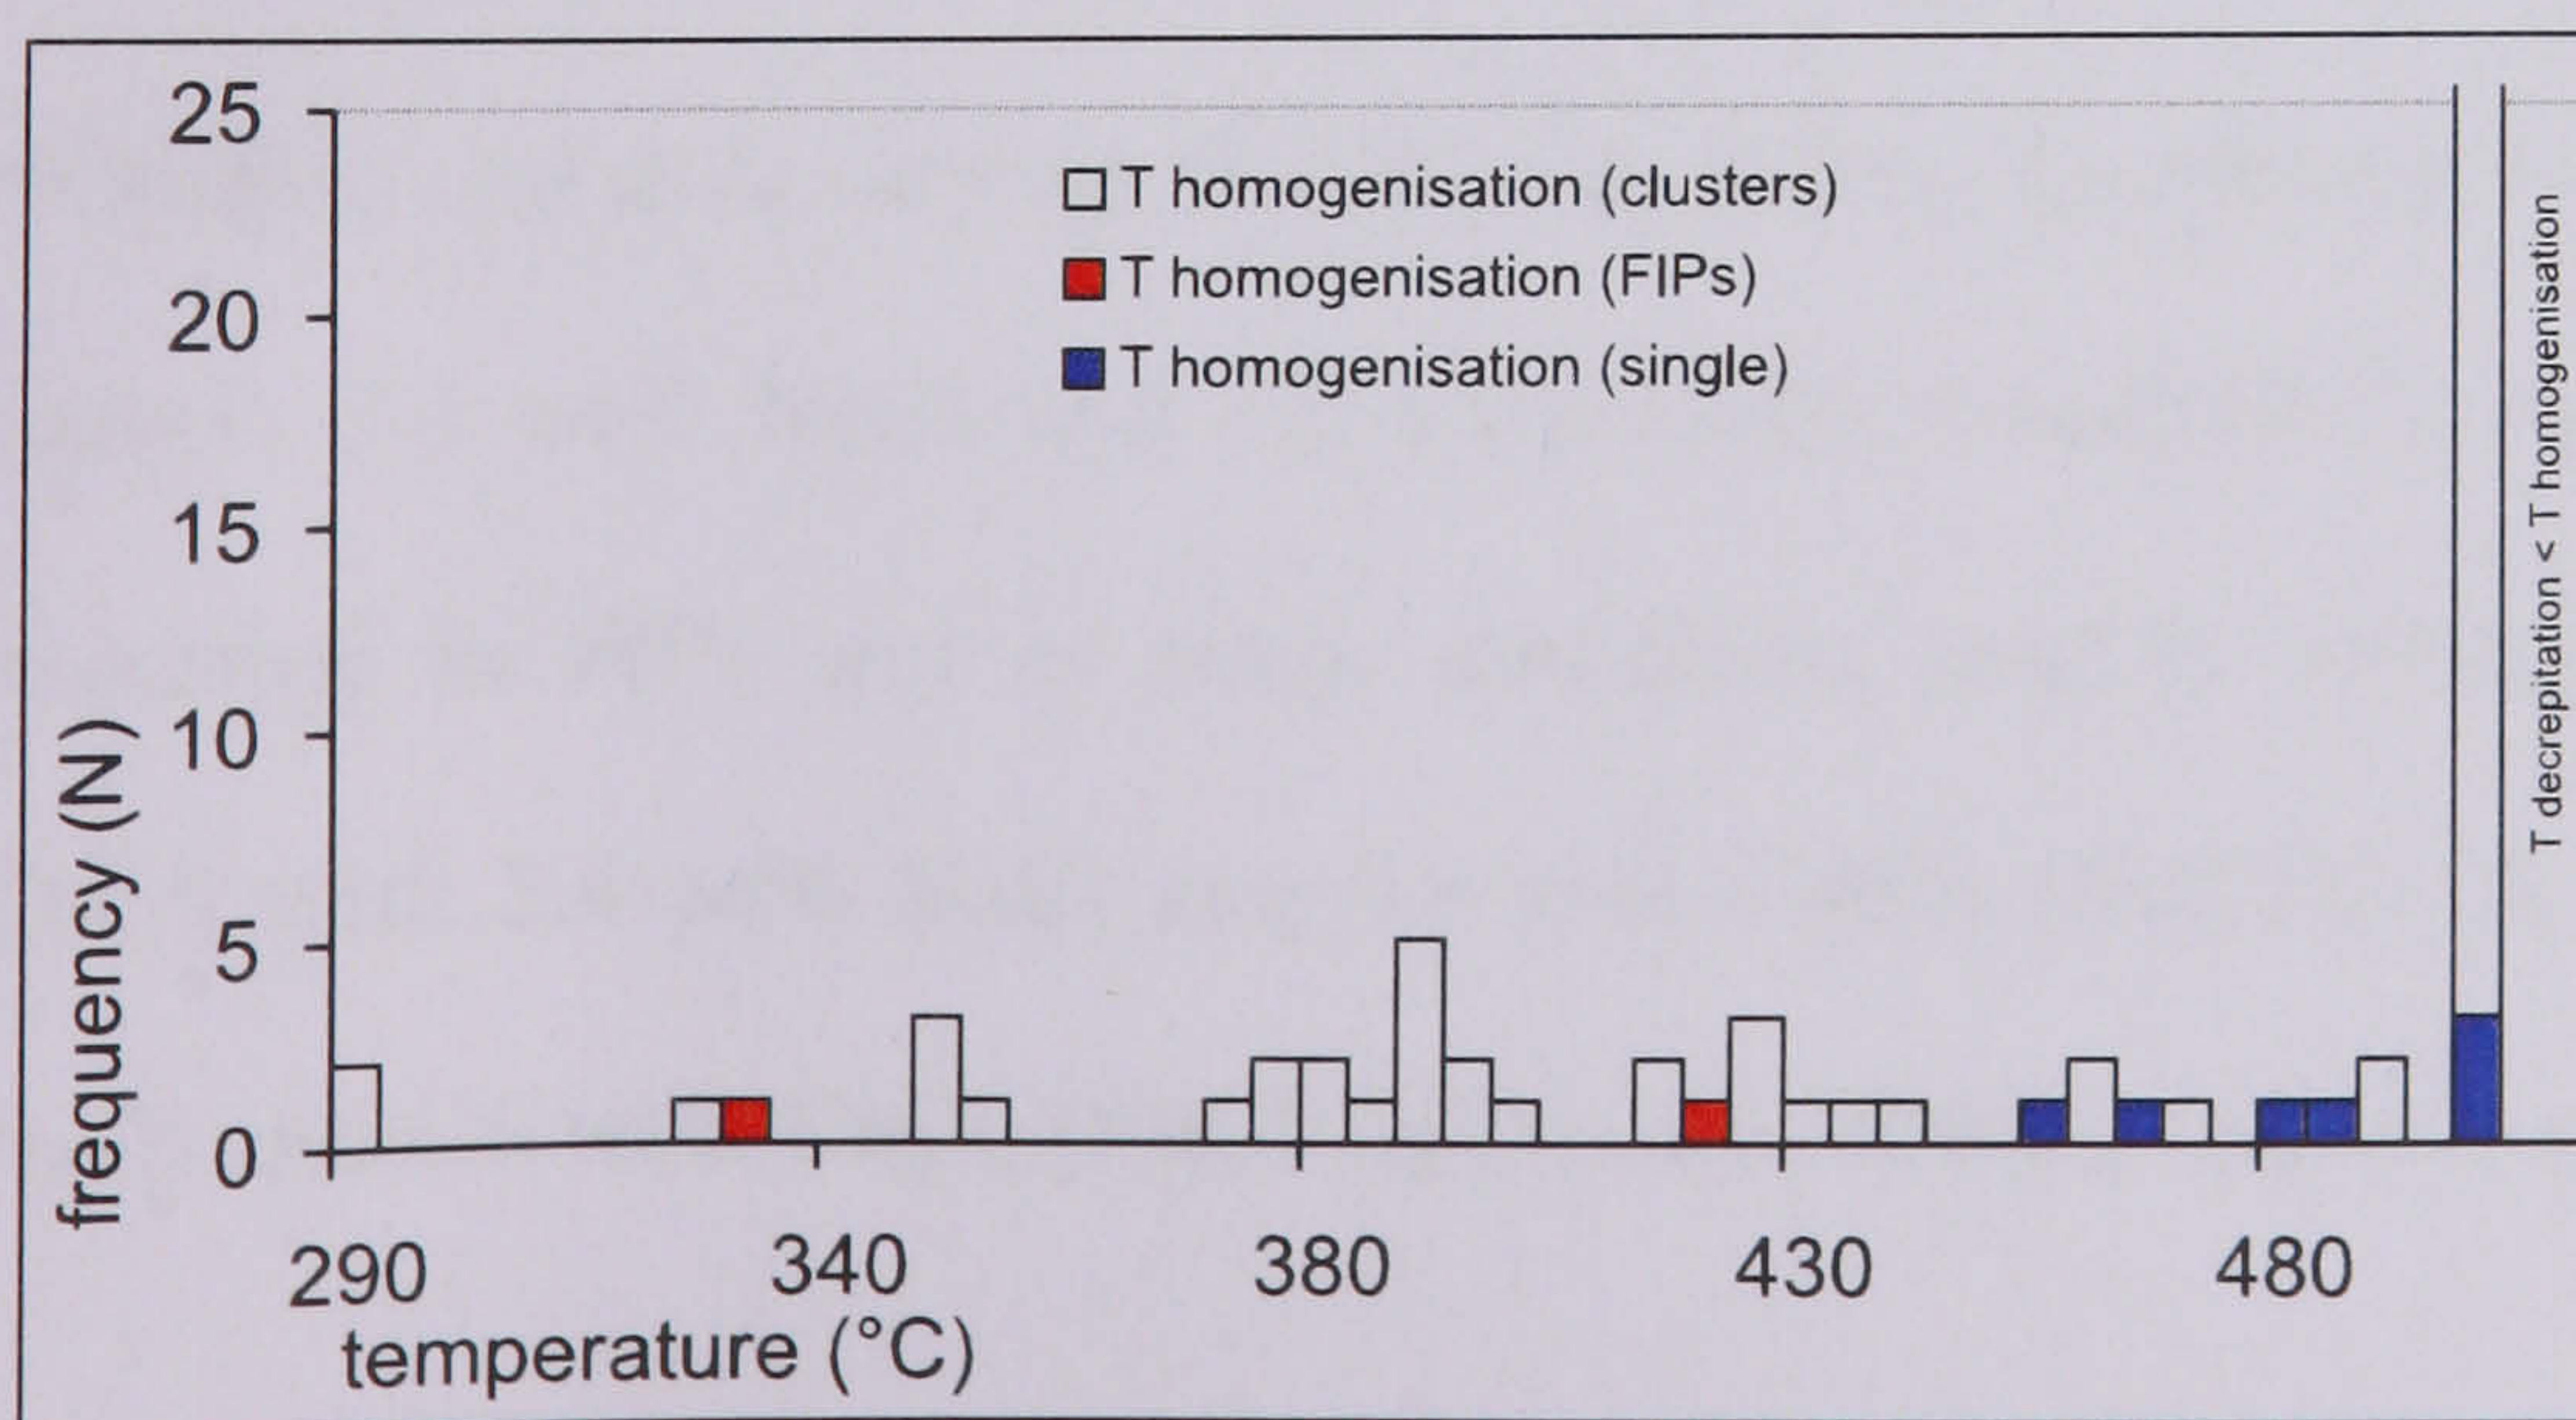 25
20
15
10
5
0
frequency (N)
T homogenisation (clusters)
T homogenisation (FIPs)
T homogenisation (single)
T decrepitation < T homogenisation
290 340 380 430 480
temperature (°C)